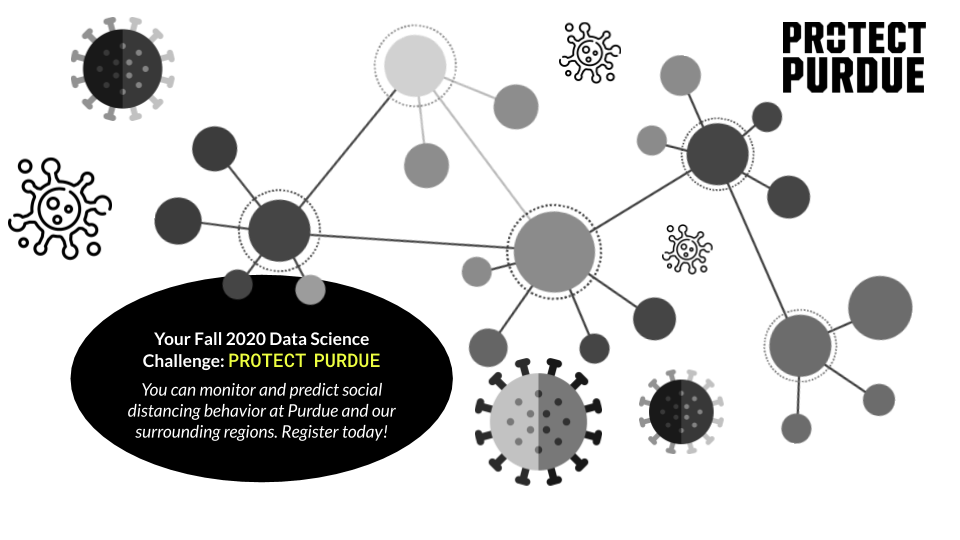 PROTECT
PURDUE
Your Fall 2020 Data Science
Challenge: PROTECT PURDUE
You can monitor and predict social
distancing behavior at Purdue and our
surrounding regions. Register today!